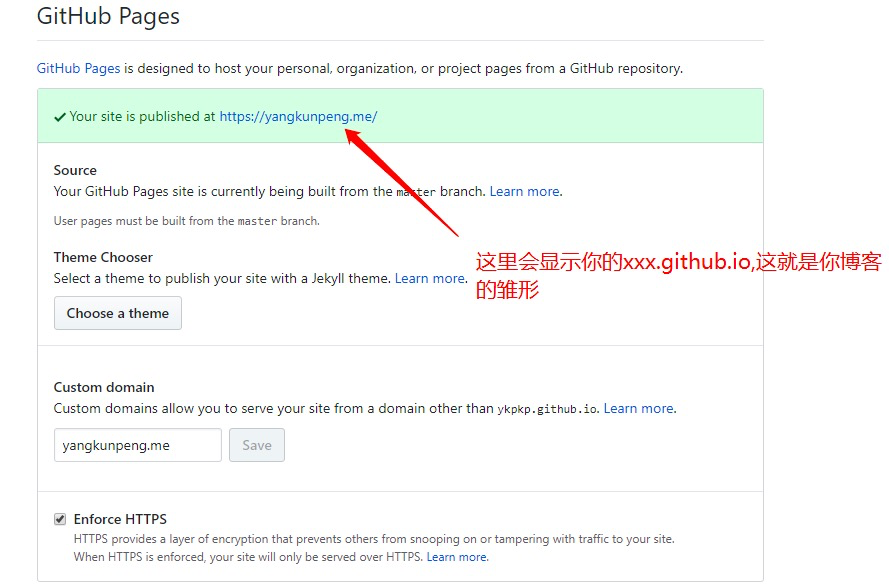 GitHub Pages
GitHub Pages is designed to host your personal, organization, or project pages from a GitHub repository.
Your site is published at https://yangkunpeng.me/
Source
Your GitHub Pages site is currently being built from the master branch. Learn more.
User pages must be built from the master branch.
Theme Chooser
Select a theme to publish your site with a Jekyll theme. Learn more.
这里会显示你的xxx.github.io,这就是你博客
的雏形
Choose a theme
Custom domain
Custom domains allow you to serve your site from a domain other than ykpkp.github.io. Learn more.
yangkunpeng.me Save
Enforce HTTPS
HTTPS provides a layer of encryption that prevents others from snooping on or tampering with traffic to your site.
When HTTPS is enforced, your site will only be served over HTTPS. Learn more.